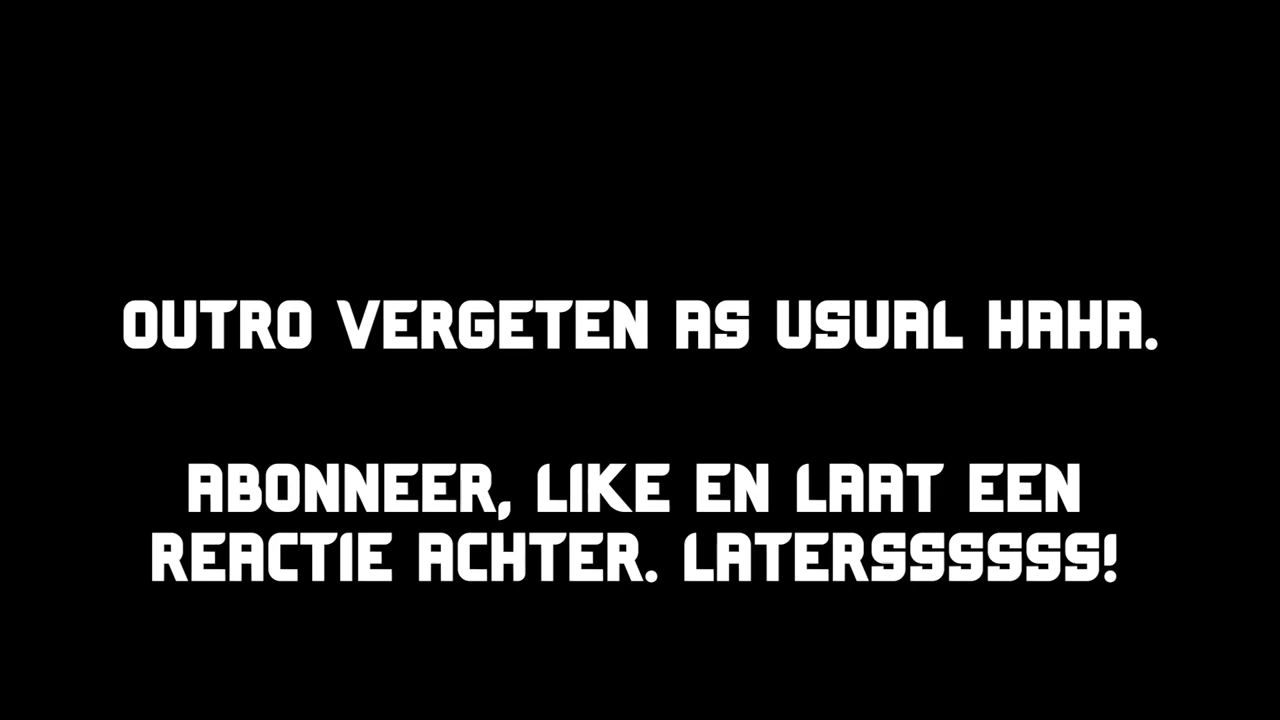 OUTRO VERGETEN AS USUAL HAHA.
ABONNEER, LIKE EN LAAT EEN
REACTIE ACHTER. LATERSSSSSS!